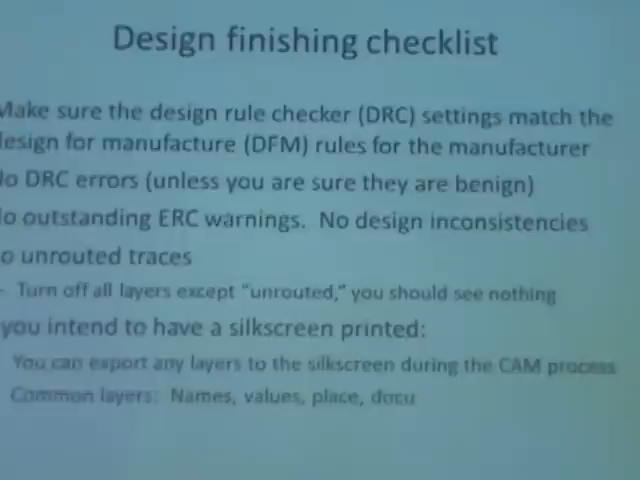 Design finishing checklist
Make sure the design rule checker (DRC) settings match the
design for manufacture (DFM) rules for the manufacturer
No DRC errors (unless you are sure they are benign)
No outstanding ERC warnings. No design inconsistencies
o unrouted traces
- Turn off all layers except "unrouted," you should see nothing
you intend to have a silkscreen printed:
You can export any layers to the silkscreen during the CAM process
Common layers: Names, values, place, docu